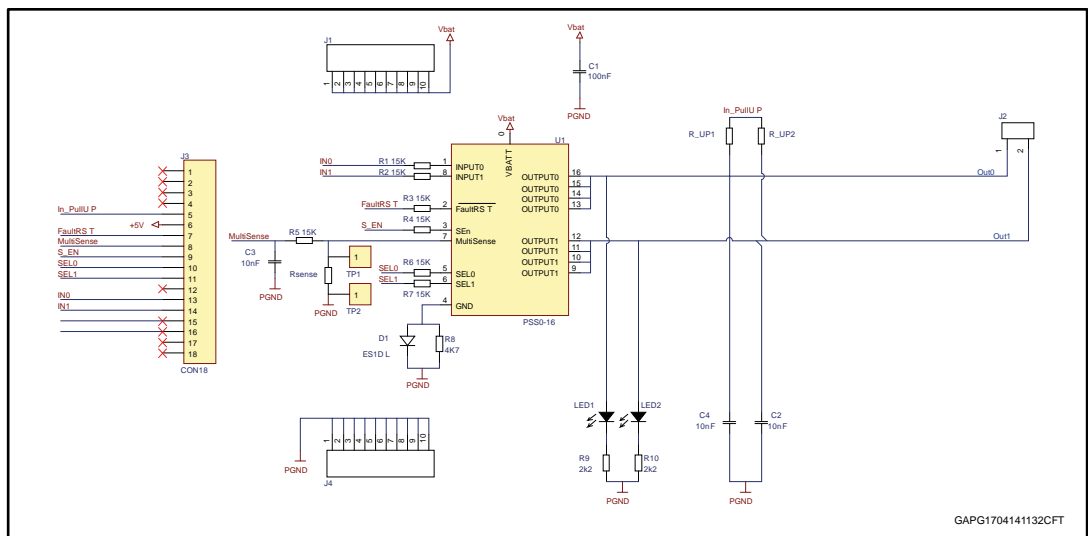 Vbat
J1
1 2 3 4 5 6 7 8 9 10
Vbat
C1
100nF
PGND
In_PullU P
R_UP1
R_UP2
J2
1
2
Vbat
0
U1
VBATT
J3
1
2
3
4
5
6
7
8
9
10
11
12
13
14
15
16
17
18
CON18
In_PullU P
+5V
FaultRS T
MultiSense
S_EN
SEL0
SEL1
IN0
IN1
IN0
R1 15K
1
INPUT0
IN1
R2 15K
8
INPUT1
FaultRS T
R3 15K
2
FaultRS T
S_EN
R4 15K
3
SEn
MultiSense
R5 15K
7
MultiSense
C3
10nF
PGND
Rsense
PGND
1
TP1
1
TP2
SEL0
R6 15K
5
SEL0
SEL1
R7 15K
6
SEL1
4
GND
PSS0-16
OUTPUT0
16
OUTPUT0
15
OUTPUT0
14
OUTPUT0
13
Out0
OUTPUT1
12
OUTPUT1
11
OUTPUT1
10
OUTPUT1
9
Out1
D1
ES1D L
R8
4K7
PGND
LED1
LED2
C4
10nF
C2
10nF
R9
2k2
R10
2k2
PGND
PGND
1 2 3 4 5 6 7 8 9 10
PGND
J4
GAPG1704141132CFT